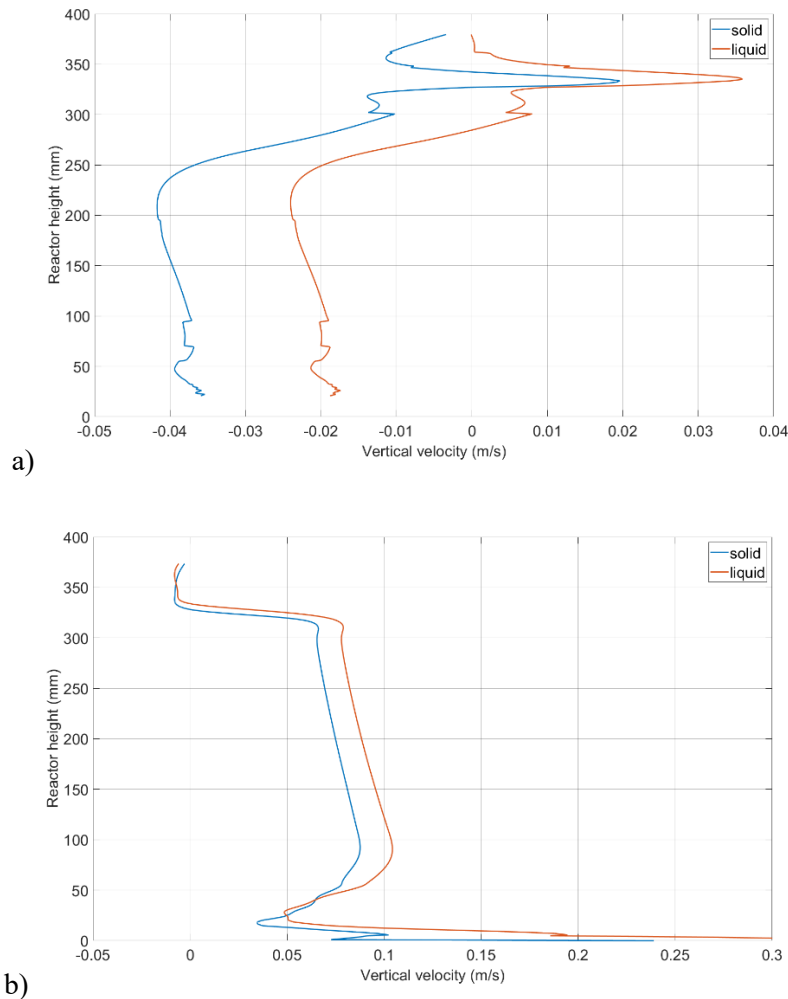 400
solid
liquid
350
300
250
Reactor height (mm)
200
150
100
50
0
-0.05 -0.04 -0.03 -0.02 -0.01 0 0.01 0.02 0.03 0.04
Vertical velocity (m/s)
a)
400
solid
liquid
350
300
250
Reactor height (mm)
200
150
100
50
0
-0.05 0 0.05 0.1 0.15 0.2 0.25 0.3
Vertical velocity (m/s)
b)